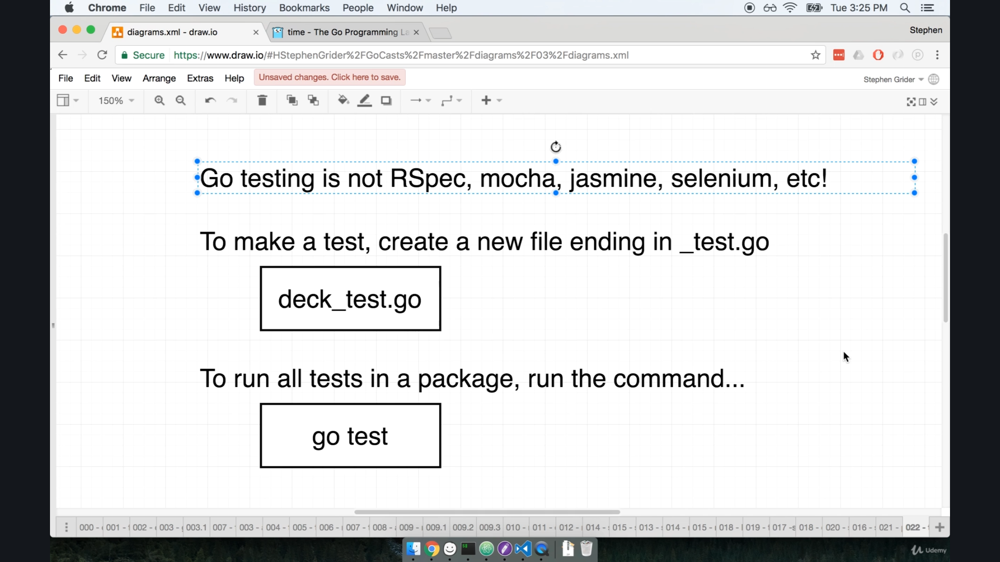 Chrome File Edit View History Bookmarks People Window Help Tue 3:25 PM
diagrams.xml - draw.io time - The Go Programming La Stephen
Secure https://www.draw.io/#HStephenGrider%2FGoCasts%2Fmaster%2Fdiagrams%2F03%2Fdiagrams.xml
File Edit View Arrange Extras Help Unsaved changes. Click here to save. Stephen Grider
150%
Go testing is not RSpec, mocha, jasmine, selenium, etc!
To make a test, create a new file ending in _test.go
deck_test.go
To run all tests in a package, run the command...
go test
000 - 001 - 002 - 003 - 003.1 007 - 003 - 004 - 005 - 006 - 007 - 008 - 009 - 009.1 009.2 009.3 010 - 011 - 012 - 014 - 015 - 013 - 014 - 015 - 018 - 019 - 017 - 018 - 020 - 016 - 021 - 022 -
Udemy